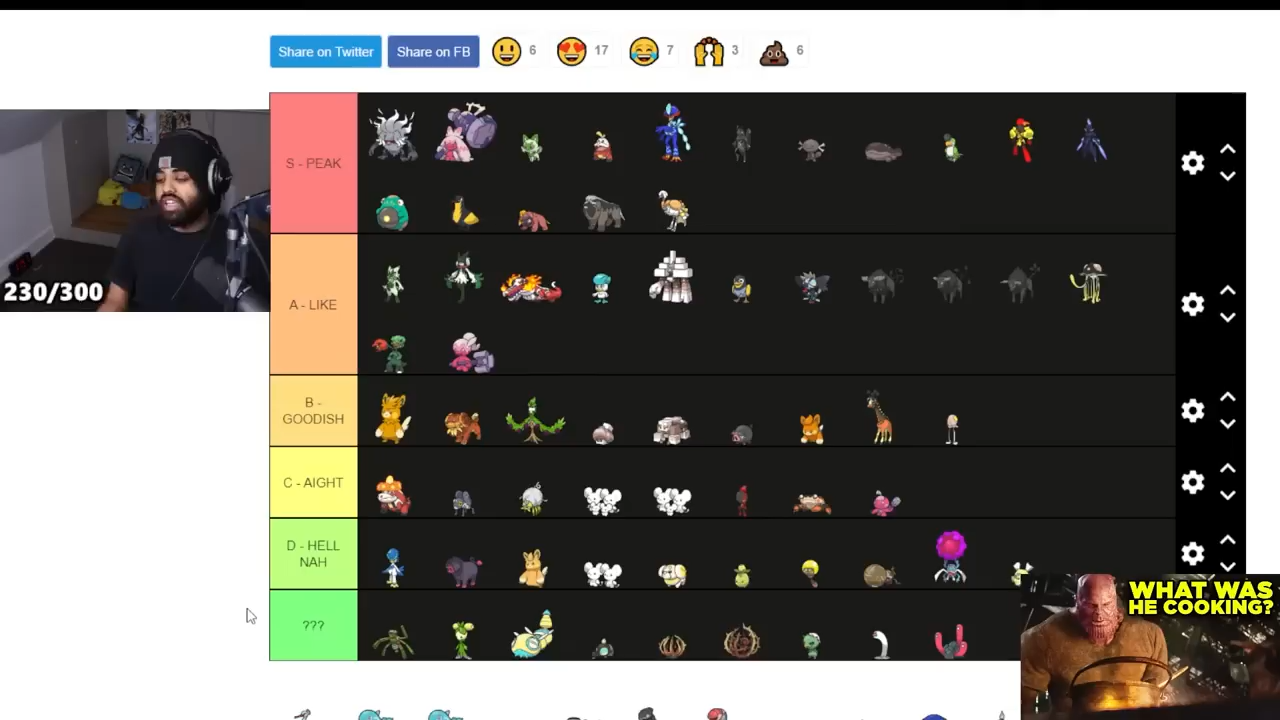 Share on Twitter
Share on FB
6
17
7
3
6
S - PEAK
230/300
A - LIKE
B -
GOODISH
C - AIGHT
D - HELL
NAH
WHAT WAS
HE COOKING?
???